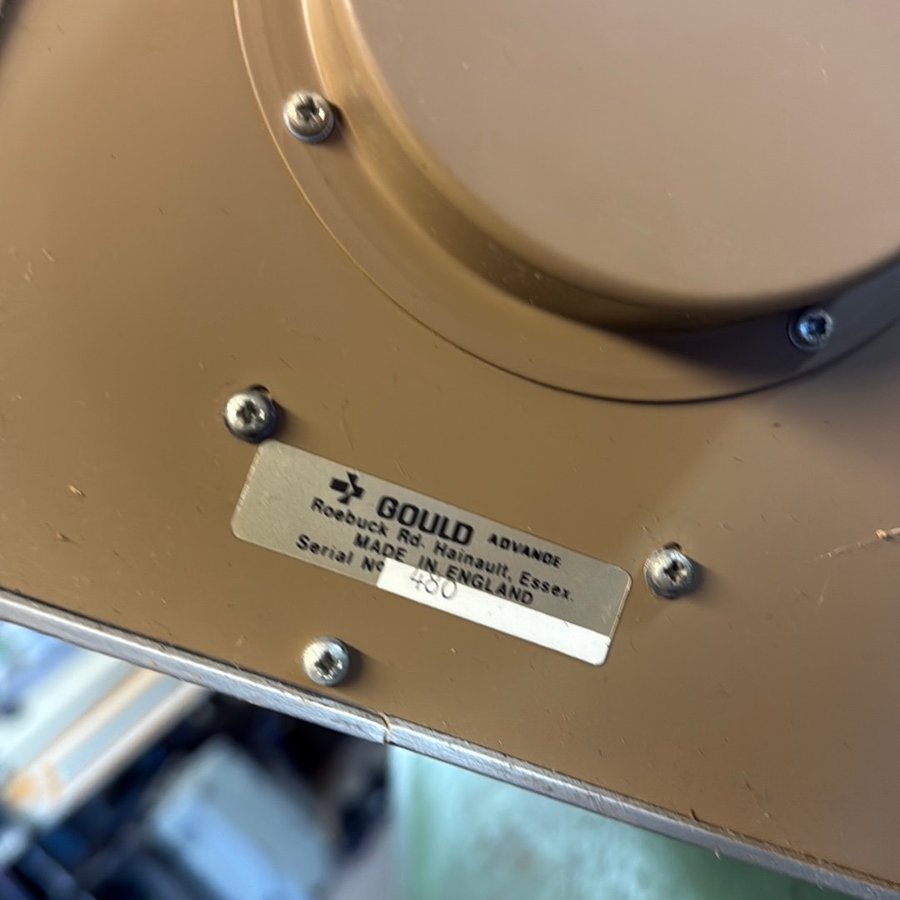 GOULD ADVANCE
Roebuck Rd. Hainault, Essex.
MADE IN ENGLAND
Serial Nº 480